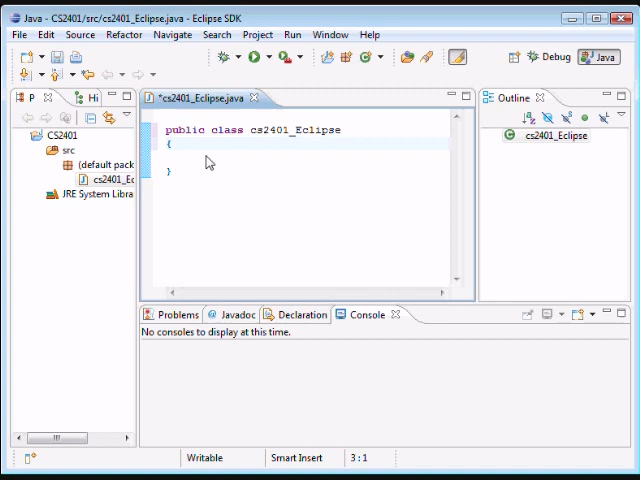 Java - CS2401/src/cs2401_Eclipse.java - Eclipse SDK
File Edit Source Refactor Navigate Search Project Run Window Help
Debug Java
P Hi *cs2401_Eclipse.java Outline
CS2401
src
(default pack
cs2401_Ec
JRE System Libra
public class cs2401_Eclipse
{
}
cs2401_Eclipse
Problems @ Javadoc Declaration Console
No consoles to display at this time.
Writable Smart Insert 3 : 1